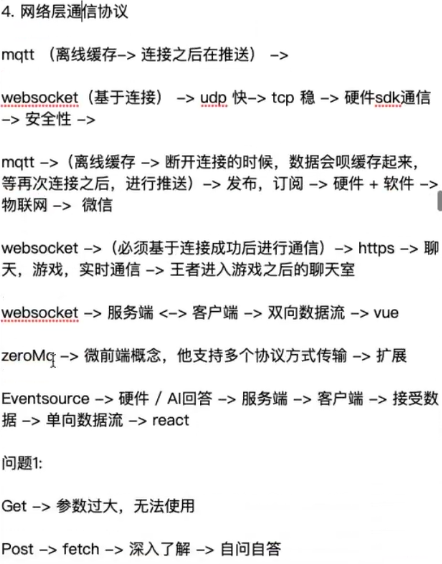 4. 网络层通信协议
mqtt （离线缓存-> 连接之后在推送） ->
websocket（基于连接） -> udp 快-> tcp 稳 -> 硬件sdk通信
-> 安全性 ->
mqtt ->（离线缓存 -> 断开连接的时候，数据会呗缓存起来，
等再次连接之后，进行推送）-> 发布，订阅 -> 硬件 + 软件 ->
物联网 -> 微信
websocket ->（必须基于连接成功后进行通信）-> https -> 聊
天，游戏，实时通信 -> 王者进入游戏之后的聊天室
websocket -> 服务端 <-> 客户端 -> 双向数据流 -> vue
zeroMq -> 微前端概念，他支持多个协议方式传输 -> 扩展
Eventsource -> 硬件 / AI回答 -> 服务端 -> 客户端 -> 接受数
据 -> 单向数据流 -> react
问题1:
Get -> 参数过大，无法使用
Post -> fetch -> 深入了解 -> 自问自答